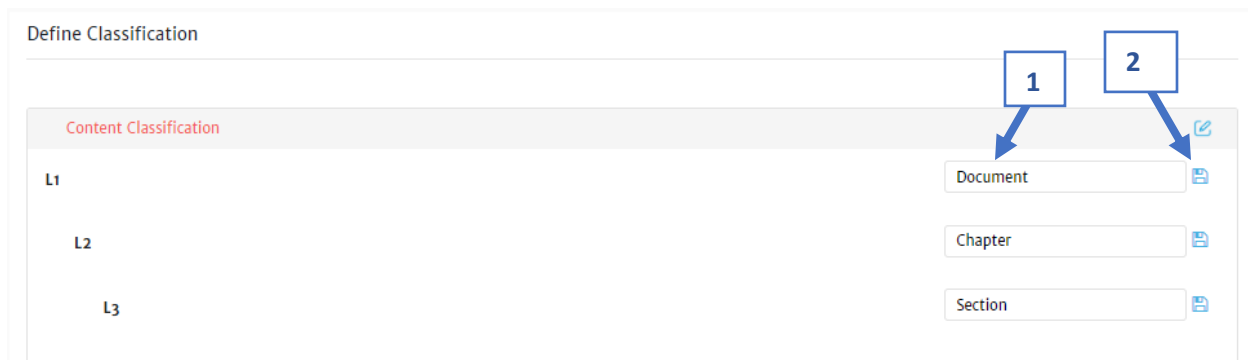 Define Classification
1
2
Content Classification
L1 Document
L2 Chapter
L3 Section